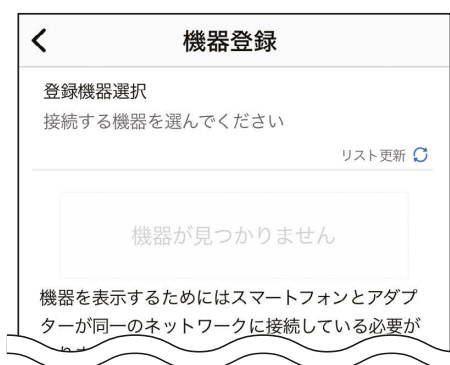 機器登録
登録機器選択
接続する機器を選んでください
リスト更新
機器が見つかりません
機器を表示するためにはスマートフォンとアダプ
ターが同一のネットワークに接続している必要が